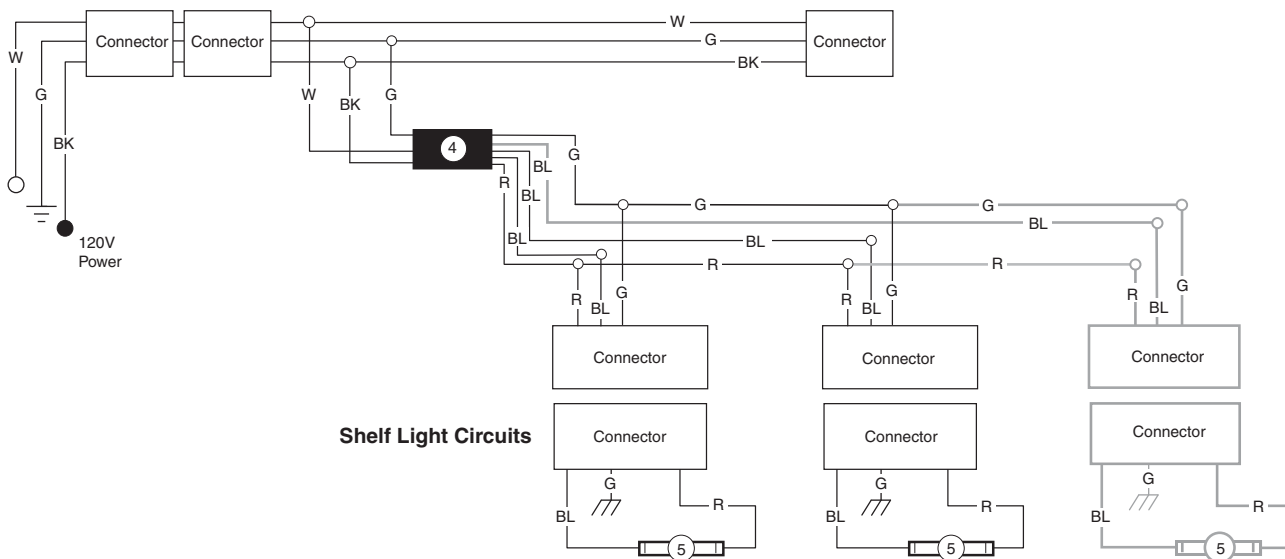 W
G
W
Connector
Connector
Connector
G
BK
W
BK
G
BK
120V
Power
4
G
BL
R
BL
BL
G
G
BL
BL
R
R
R
BL
G
R
BL
G
R
BL
G
Connector
Connector
Connector
Shelf Light Circuits
Connector
Connector
Connector
BL
G
R
BL
G
R
BL
G
R
5
5
5